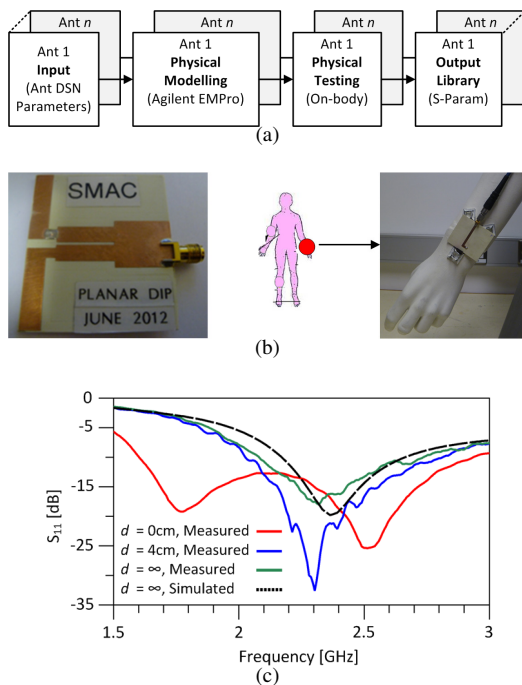 Ant n
Ant n
Ant n
Ant n
Ant 1
Input
(Ant DSN
Parameters)
Ant 1
Physical
Modelling
(Agilent EMPro)
Ant 1
Physical
Testing
(On-body)
Ant 1
Output
Library
(S-Param)
(a)
SMAC
PLANAR DIP
JUNE 2012
(b)
0
-5
-15
-25
-35
S11 [dB]
d = 0cm, Measured
d = 4cm, Measured
d = ∞, Measured
d = ∞, Simulated
1.5
2
2.5
3
Frequency [GHz]
(c)